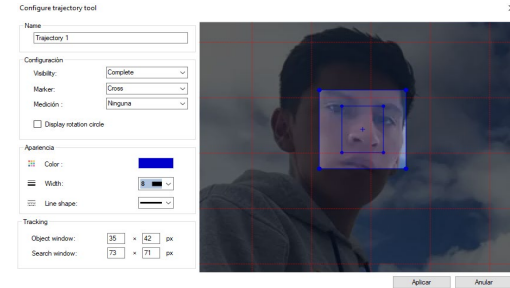 Configure trajectory tool
Name
Trajectory 1
Configuración
Visibility: Complete
Marker: Cross
Medición : Ninguna
Display rotation circle
Apariencia
Color :
Width: 8
Line shape:
Tracking
Object window: 35 × 42 px
Search window: 73 × 71 px
Aplicar Anular